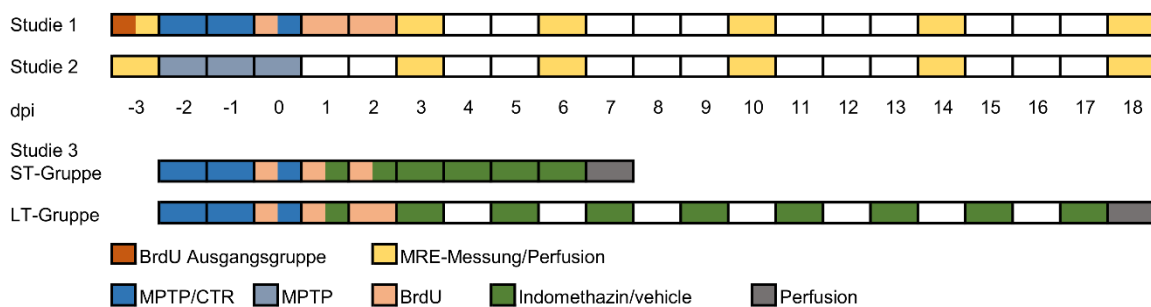 Studie 1
Studie 2
dpi -3 -2 -1 0 1 2 3 4 5 6 7 8 9 10 11 12 13 14 15 16 17 18
Studie 3
ST-Gruppe
LT-Gruppe
BrdU Ausgangsgruppe MRE-Messung/Perfusion
MPTP/CTR MPTP BrdU Indomethazin/vehicle Perfusion